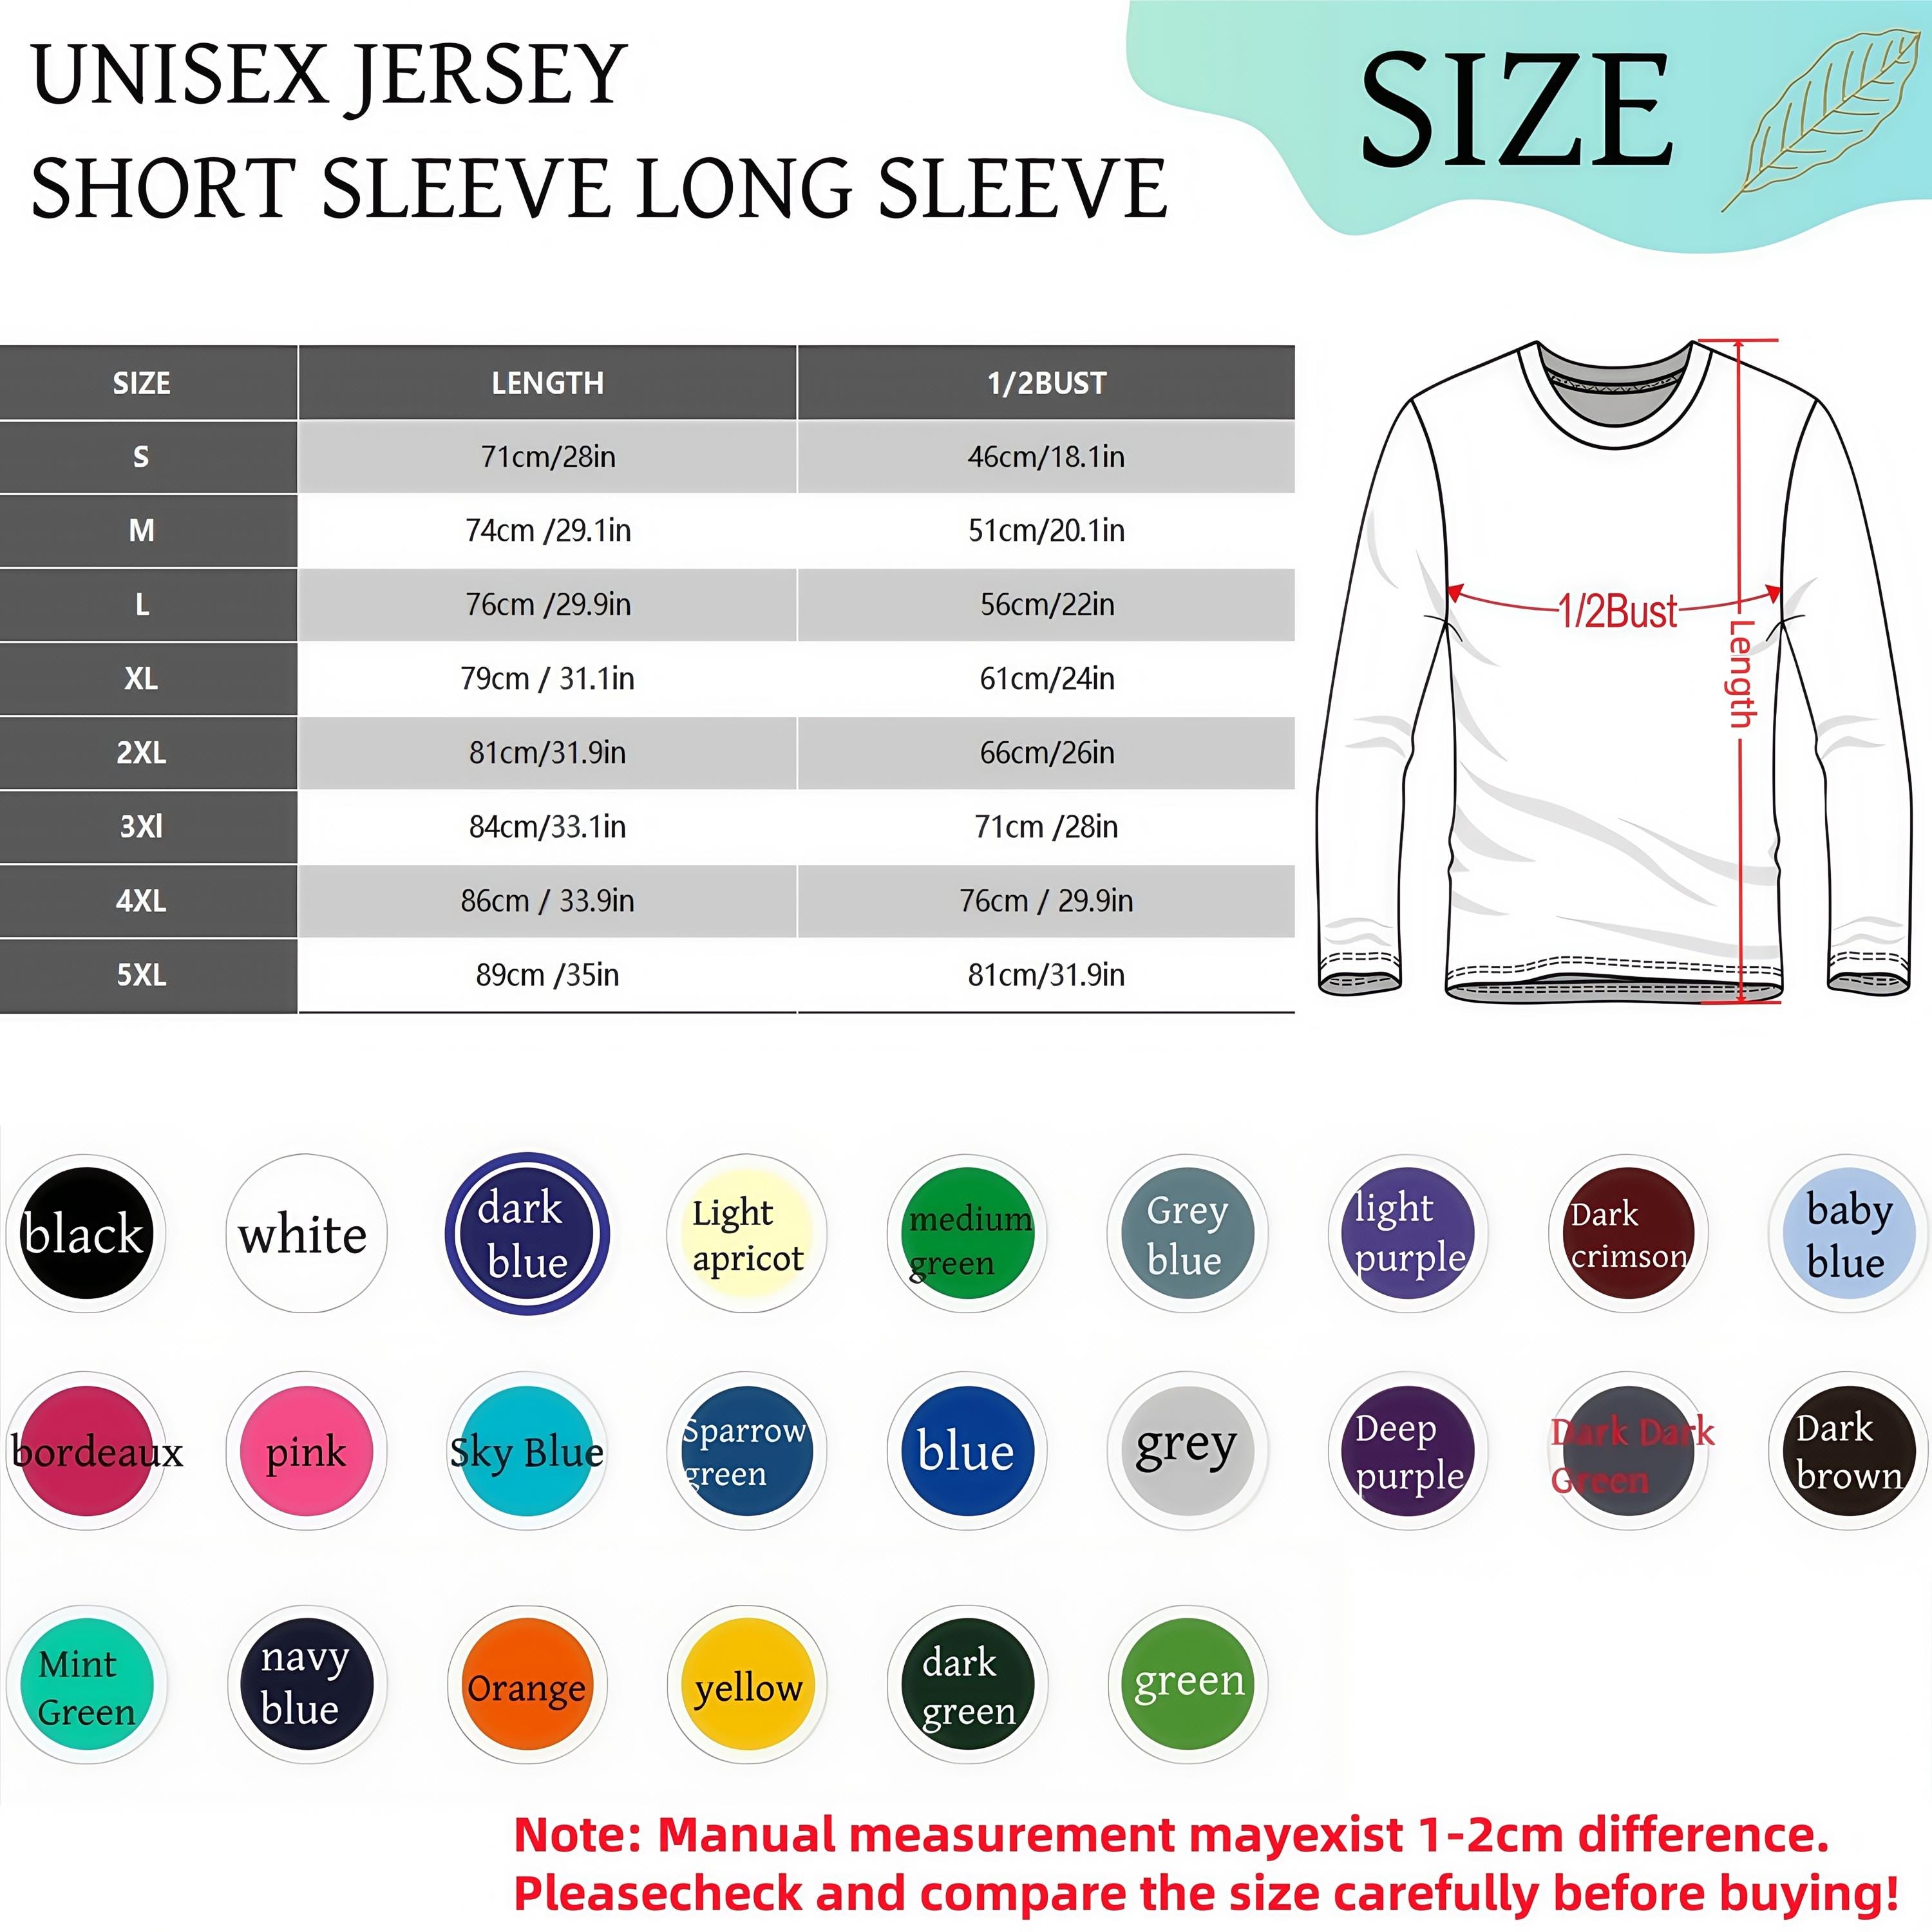 UNISEX JERSEY
SHORT SLEEVE LONG SLEEVE
SIZE
SIZE LENGTH 1/2BUST
S 71cm/28in 46cm/18.1in
M 74cm /29.1in 51cm/20.1in
L 76cm /29.9in 56cm/22in
XL 79cm / 31.1in 61cm/24in
2XL 81cm/31.9in 66cm/26in
3Xl 84cm/33.1in 71cm /28in
4XL 86cm / 33.9in 76cm / 29.9in
5XL 89cm /35in 81cm/31.9in
1/2Bust
Length
black
white
dark
blue
Light
apricot
medium
green
Grey
blue
light
purple
Dark
crimson
baby
blue
bordeaux
pink
Sky Blue
Sparrow
green
blue
grey
Deep
purple
Dark Dark
Green
Dark
brown
Mint
Green
navy
blue
Orange
yellow
dark
green
green
Note: Manual measurement mayexist 1-2cm difference.
Pleasecheck and compare the size carefully before buying!